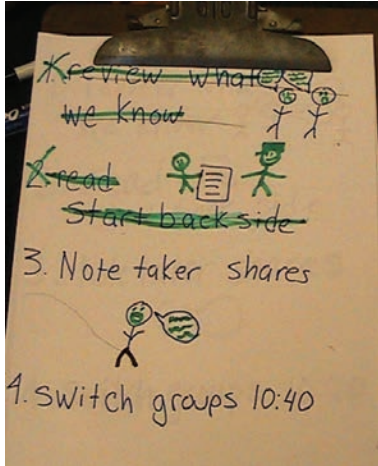 1. review what
we know
2. read
Start back side
3. Note taker shares
4. switch groups 10:40